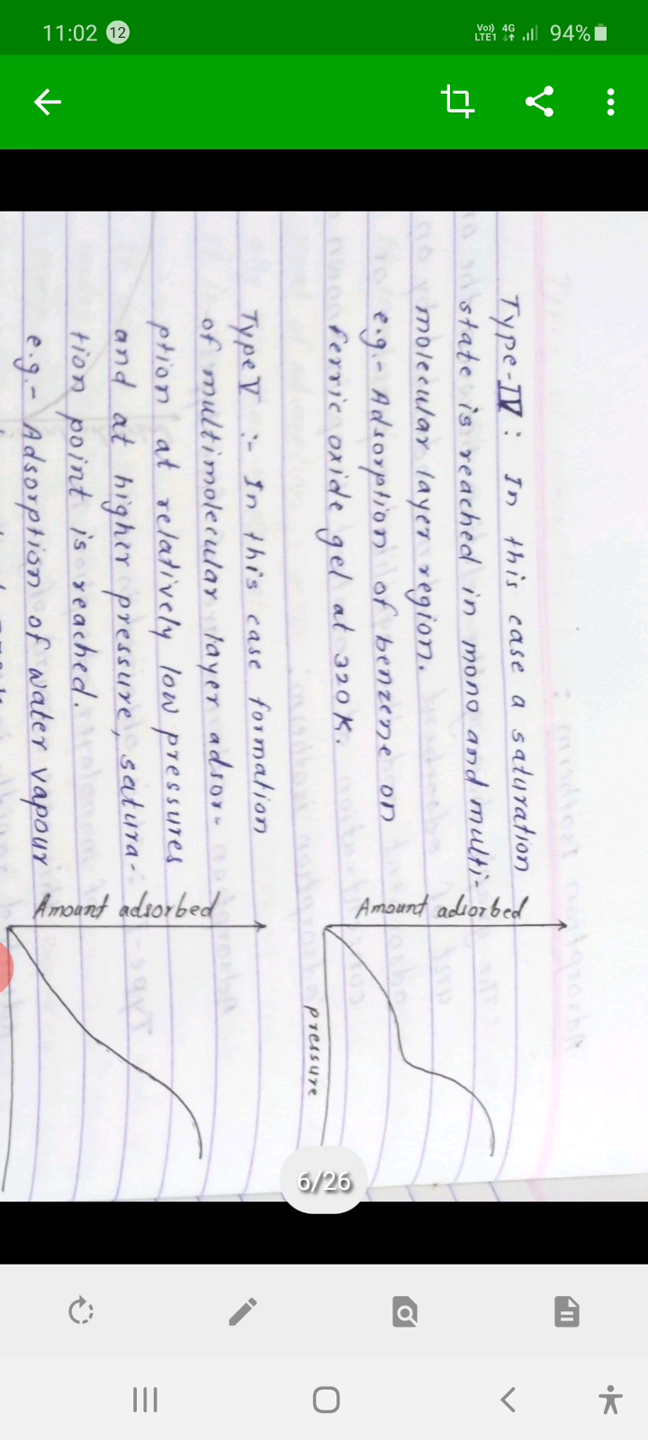 11:02 12
Vo)) 4G
LTE1 94%
Type-IV: In this case a saturation
state is reached in mono and multi-
molecular layer region.
e.g.- Adsorption of benzene on
ferric oxide gel at 320K.
Amount adsorbed
pressure
Type V :- In this case formation
of multimolecular layer adsor-
ption at relatively low pressures
and at higher pressure, satura-
tion point is reached.
e.g.- Adsorption of water vapour
Amount adsorbed
6/26